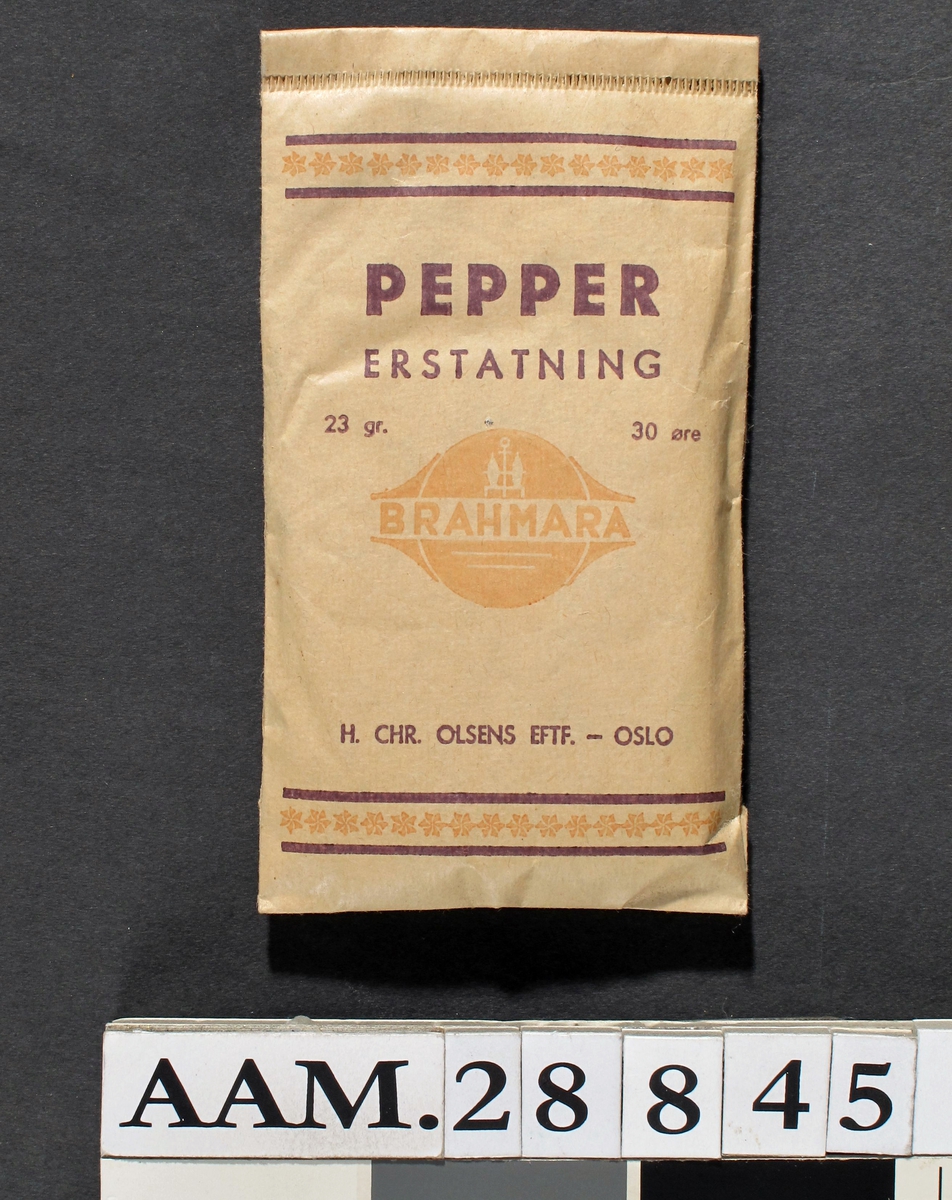 PEPPER
ERSTATNING
23 gr. 30 øre
BRAHMARA
H. CHR. OLSENS EFTF. – OSLO
AAM.28845